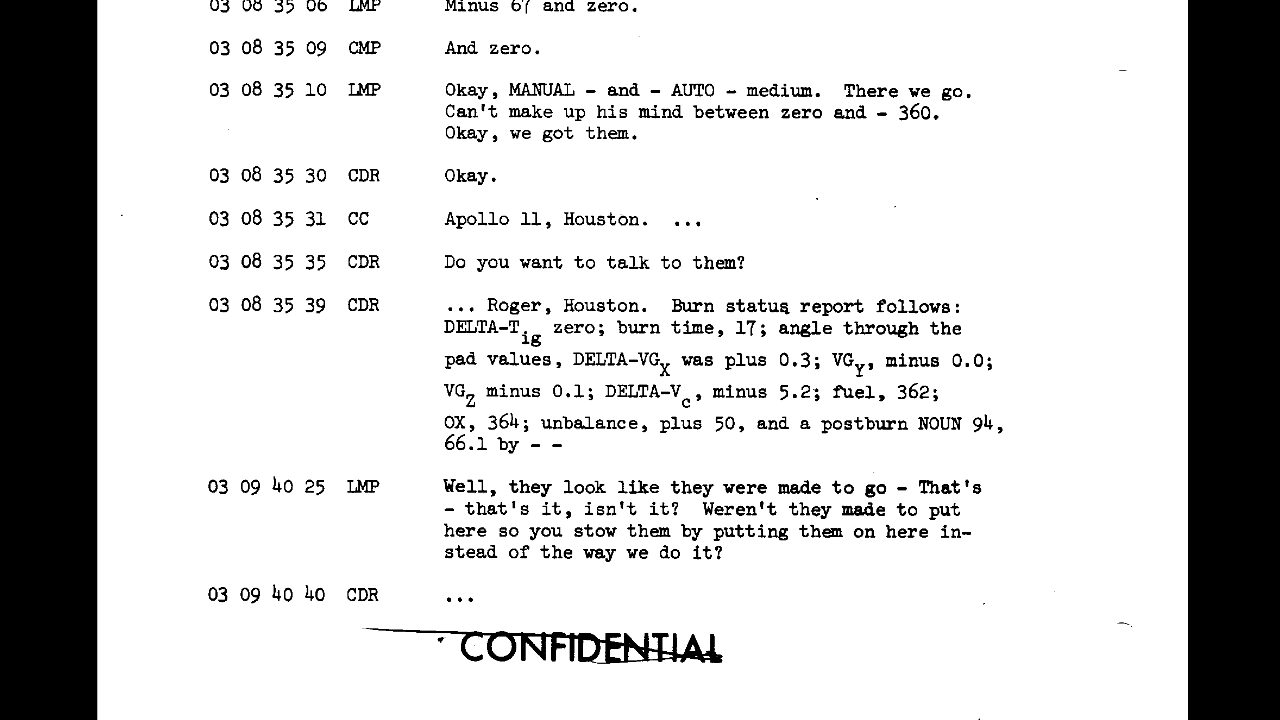 03 08 35 06 LMP Minus 67 and zero.
03 08 35 09 CMP And zero.
03 08 35 10 LMP Okay, MANUAL - and - AUTO - medium. There we go.
Can't make up his mind between zero and - 360.
Okay, we got them.
03 08 35 30 CDR Okay.
03 08 35 31 CC Apollo 11, Houston. ...
03 08 35 35 CDR Do you want to talk to them?
03 08 35 39 CDR ... Roger, Houston. Burn status report follows:
DELTA-Tig zero; burn time, 17; angle through the
pad values, DELTA-VGX was plus 0.3; VGY, minus 0.0;
VGZ minus 0.1; DELTA-Vc, minus 5.2; fuel, 362;
OX, 364; unbalance, plus 50, and a postburn NOUN 94,
66.1 by - -
03 09 40 25 LMP Well, they look like they were made to go - That's
- that's it, isn't it? Weren't they made to put
here so you stow them by putting them on here in-
stead of the way we do it?
03 09 40 40 CDR ...
CONFIDENTIAL